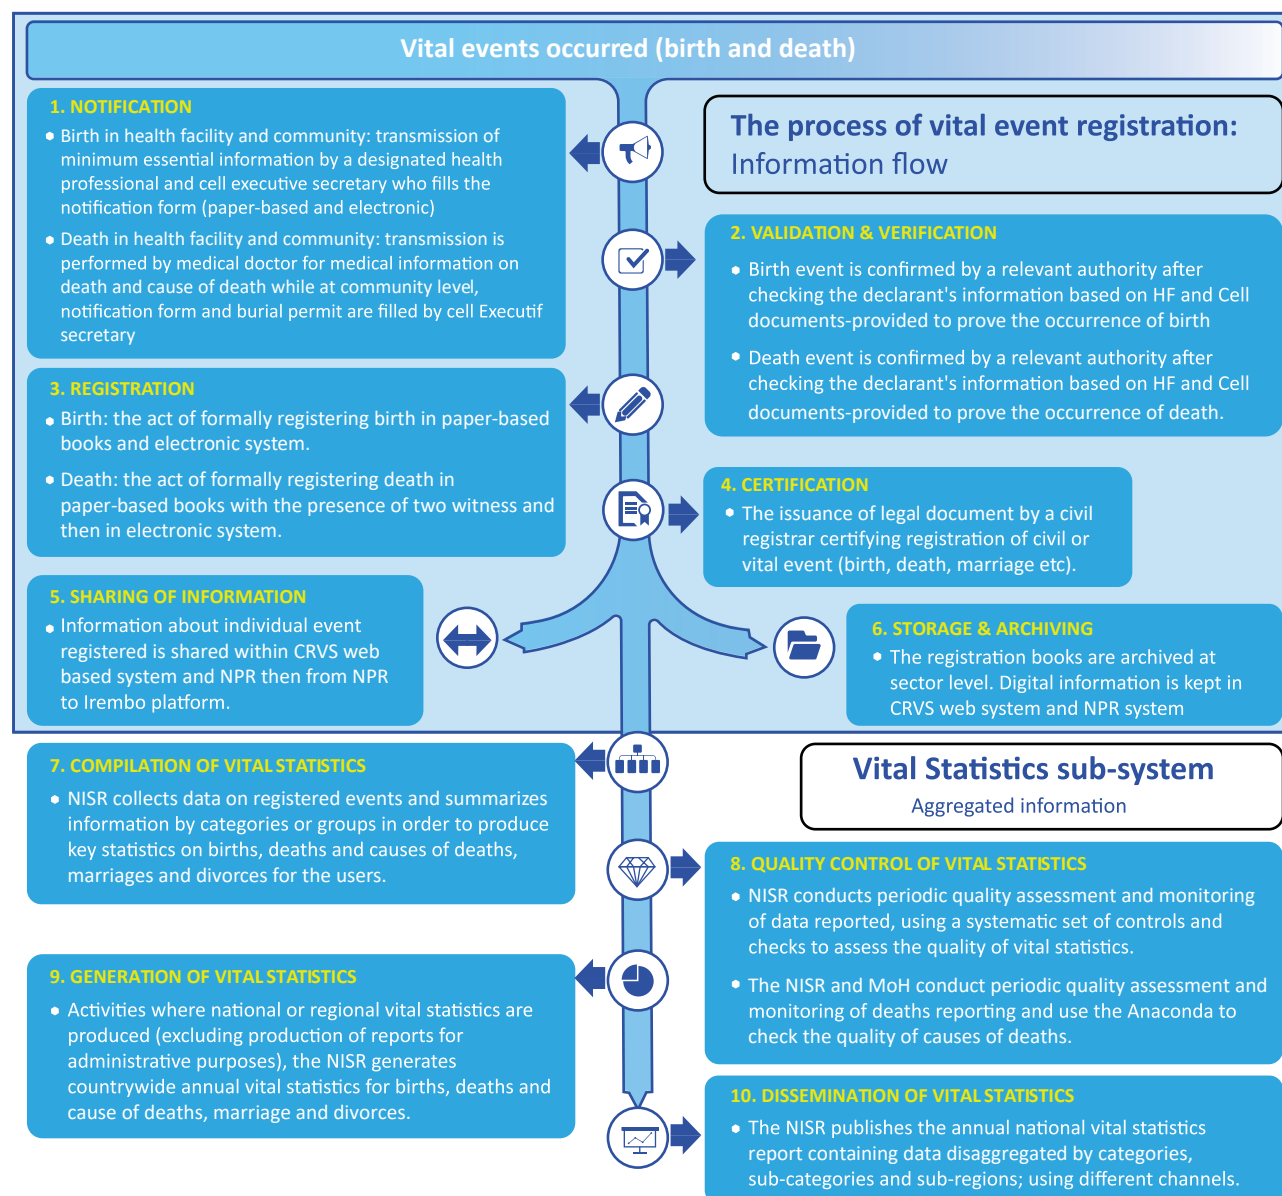 Vital events occurred (birth and death)
1. NOTIFICATION
Birth in health facility and community: transmission of
minimum essential information by a designated health
professional and cell executive secretary who fills the
notification form (paper-based and electronic)
Death in health facility and community: transmission is
performed by medical doctor for medical information on
death and cause of death while at community level,
notification form and burial permit are filled by cell Executif
secretary
The process of vital event registration:
Information flow
2. VALIDATION & VERIFICATION
Birth event is confirmed by a relevant authority after
checking the declarant's information based on HF and Cell
documents-provided to prove the occurrence of birth
Death event is confirmed by a relevant authority after
checking the declarant's information based on HF and Cell
documents-provided to prove the occurrence of death.
3. REGISTRATION
Birth: the act of formally registering birth in paper-based
books and electronic system.
Death: the act of formally registering death in
paper-based books with the presence of two witness and
then in electronic system.
4. CERTIFICATION
The issuance of legal document by a civil
registrar certifying registration of civil or
vital event (birth, death, marriage etc).
5. SHARING OF INFORMATION
Information about individual event
registered is shared within CRVS web
based system and NPR then from NPR
to Irembo platform.
6. STORAGE & ARCHIVING
The registration books are archived at
sector level. Digital information is kept in
CRVS web system and NPR system
7. COMPILATION OF VITAL STATISTICS
NISR collects data on registered events and summarizes
information by categories or groups in order to produce
key statistics on births, deaths and causes of deaths,
marriages and divorces for the users.
Vital Statistics sub-system
Aggregated information
8. QUALITY CONTROL OF VITAL STATISTICS
NISR conducts periodic quality assessment and monitoring
of data reported, using a systematic set of controls and
checks to assess the quality of vital statistics.
The NISR and MoH conduct periodic quality assessment and
monitoring of deaths reporting and use the Anaconda to
check the quality of causes of deaths.
9. GENERATION OF VITAL STATISTICS
Activities where national or regional vital statistics are
produced (excluding production of reports for
administrative purposes), the NISR generates
countrywide annual vital statistics for births, deaths and
cause of deaths, marriage and divorces.
10. DISSEMINATION OF VITAL STATISTICS
The NISR publishes the annual national vital statistics
report containing data disaggregated by categories,
sub-categories and sub-regions; using different channels.